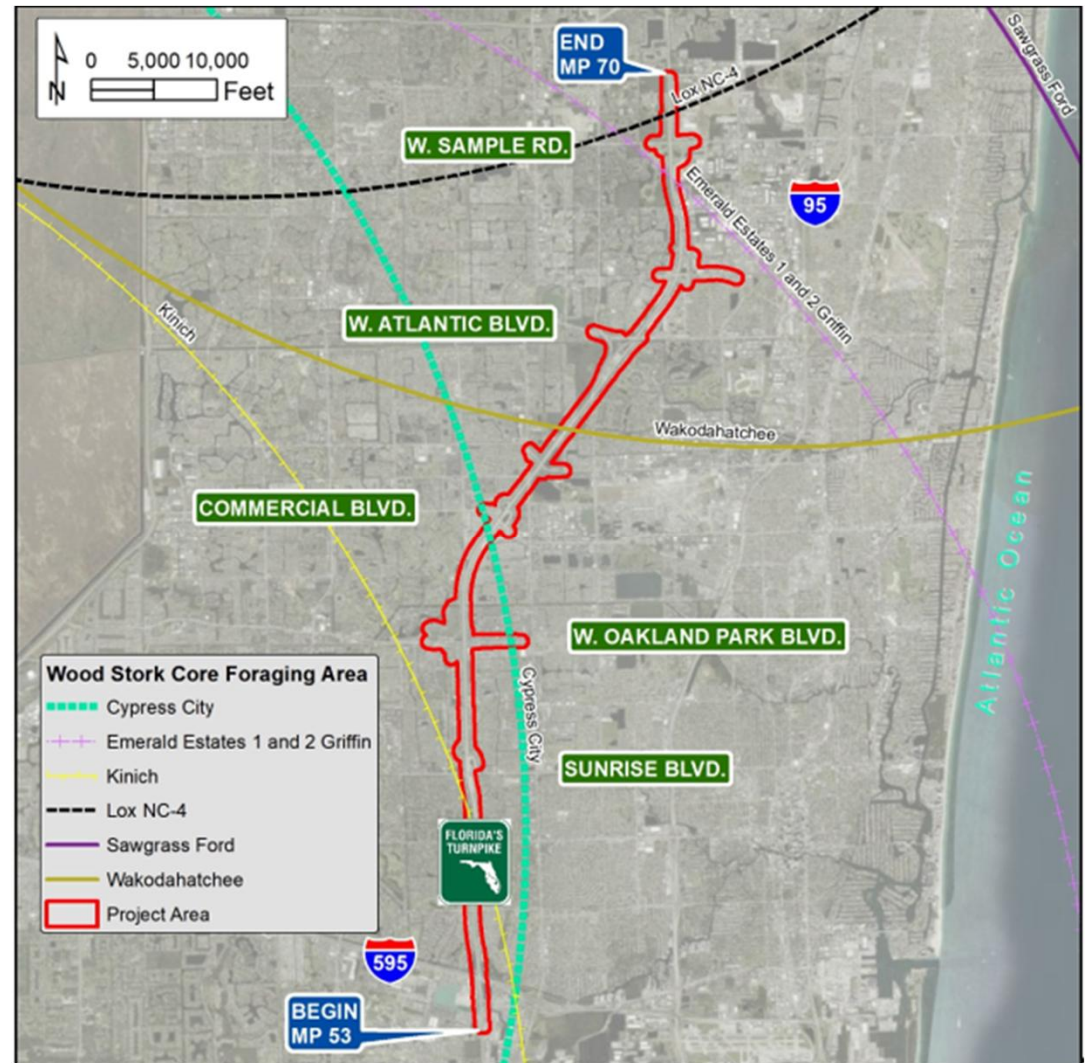 0 5,000 10,000
Feet
N
END
MP 70
Lox NC-4
Sawgrass Ford
W. SAMPLE RD.
95
Emerald Estates 1 and 2 Griffin
Kinich
W. ATLANTIC BLVD.
Wakodahatchee
COMMERCIAL BLVD.
Atlantic Ocean
W. OAKLAND PARK BLVD.
Cypress City
SUNRISE BLVD.
Wood Stork Core Foraging Area
Cypress City
Emerald Estates 1 and 2 Griffin
Kinich
Lox NC-4
Sawgrass Ford
Wakodahatchee
Project Area
FLORIDA'S
TURNPIKE
595
BEGIN
MP 53